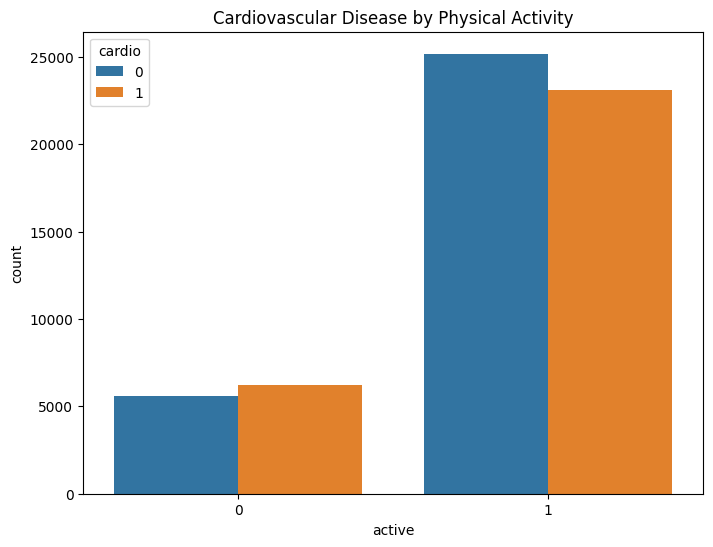 Cardiovascular Disease by Physical Activity
cardio
0
1
25000
20000
15000
10000
5000
0
count
0
1
active